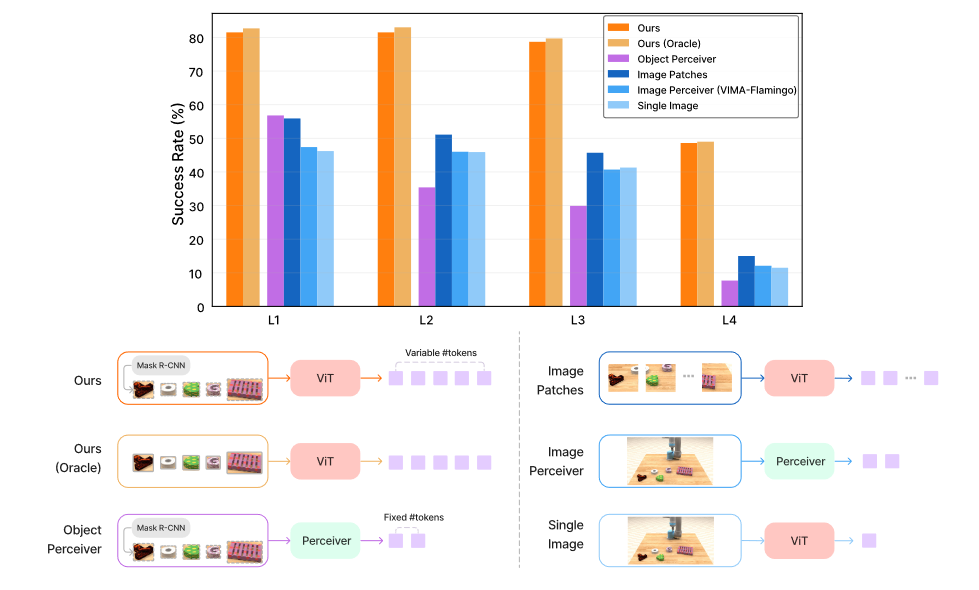 Success Rate (%)
80
70
60
50
40
30
20
10
0
Ours
Ours (Oracle)
Object Perceiver
Image Patches
Image Perceiver (VIMA-Flamingo)
Single Image
L1
L2
L3
L4
Ours
Mask R-CNN
ViT
Variable #tokens
Ours
(Oracle)
ViT
Object
Perceiver
Mask R-CNN
Perceiver
Fixed #tokens
Image
Patches
ViT
Image
Perceiver
Perceiver
Single
Image
ViT